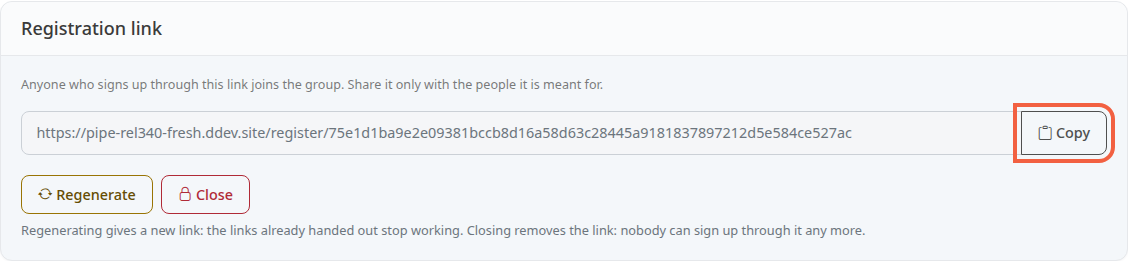 Registration link
Anyone who signs up through this link joins the group. Share it only with the people it is meant for.
https://pipe-rel340-fresh.ddev.site/register/75e1d1ba9e2e09381bccb8d16a58d63c28445a9181837897212d5e584ce527ac
Copy
Regenerate
Close
Regenerating gives a new link: the links already handed out stop working. Closing removes the link: nobody can sign up through it any more.